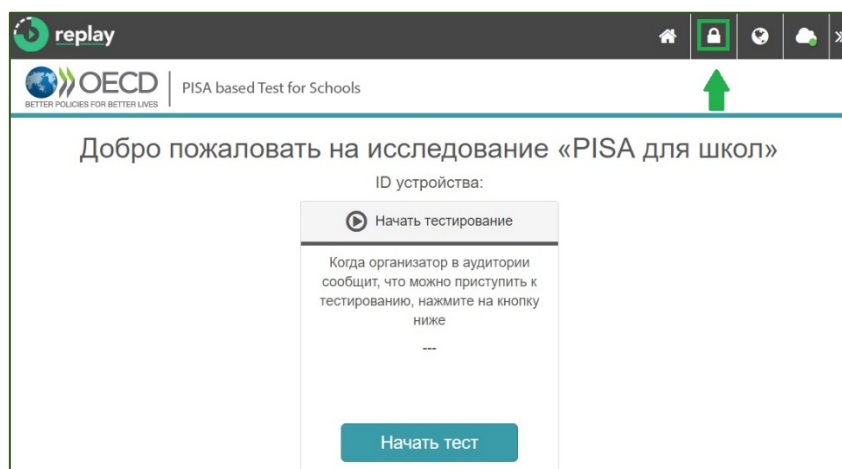 replay
OECD
BETTER POLICIES FOR BETTER LIVES
PISA based Test for Schools
Добро пожаловать на исследование «PISA для школ»
ID устройства:
Начать тестирование
Когда организатор в аудитории
сообщит, что можно приступить к
тестированию, нажмите на кнопку
ниже
---
Начать тест